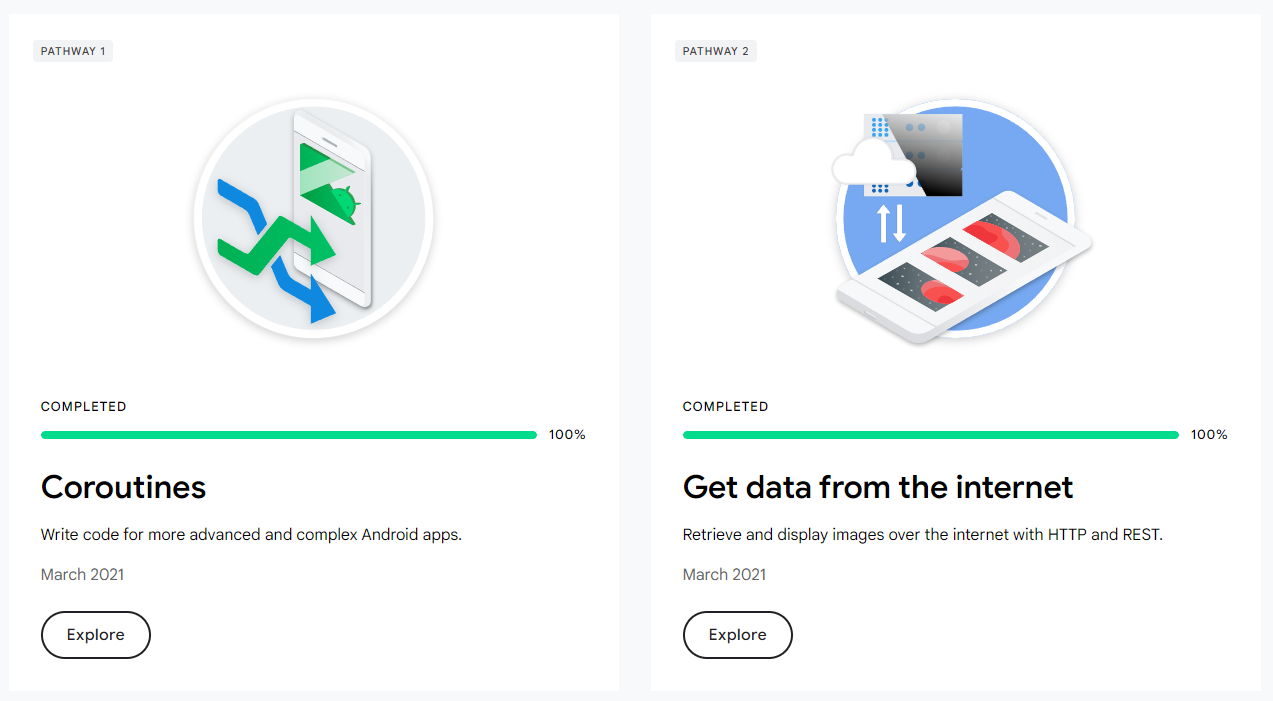 PATHWAY 1
COMPLETED
100%
Coroutines
Write code for more advanced and complex Android apps.
March 2021
Explore
PATHWAY 2
COMPLETED
100%
Get data from the internet
Retrieve and display images over the internet with HTTP and REST.
March 2021
Explore